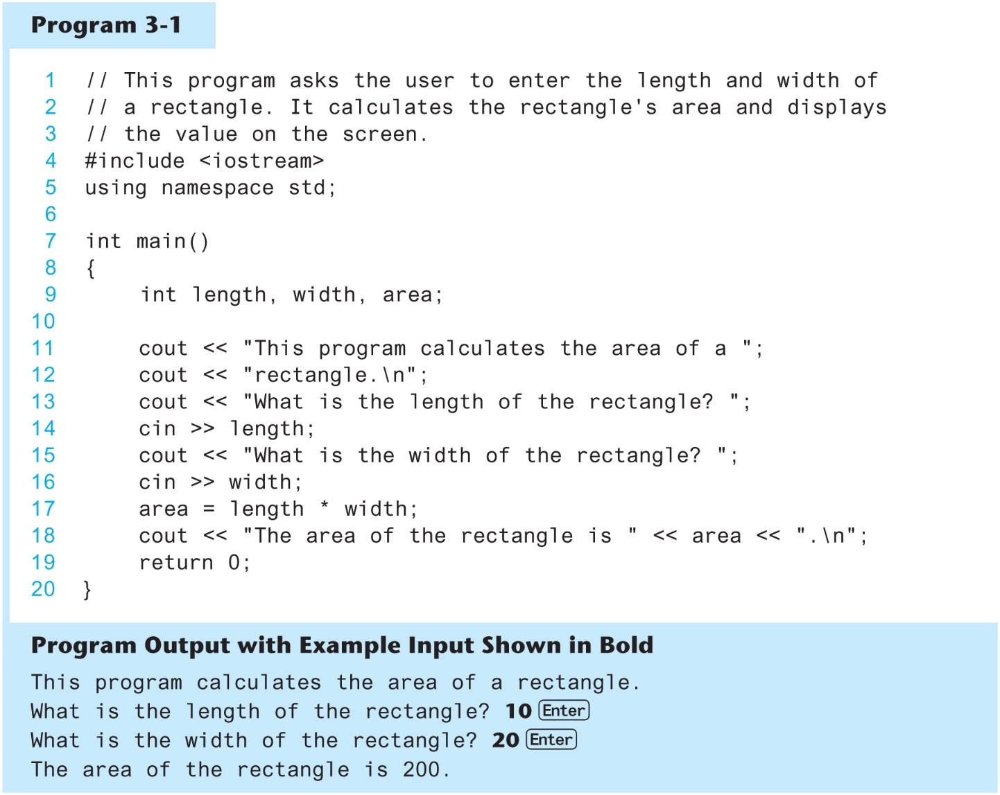 Program 3-1
1 // This program asks the user to enter the length and width of
2 // a rectangle. It calculates the rectangle's area and displays
3 // the value on the screen.
4 #include <iostream>
5 using namespace std;
6
7 int main()
8 {
9     int length, width, area;
10
11     cout << "This program calculates the area of a ";
12     cout << "rectangle.\n";
13     cout << "What is the length of the rectangle? ";
14     cin >> length;
15     cout << "What is the width of the rectangle? ";
16     cin >> width;
17     area = length * width;
18     cout << "The area of the rectangle is " << area << ".\n";
19     return 0;
20 }
Program Output with Example Input Shown in Bold
This program calculates the area of a rectangle.
What is the length of the rectangle? 10 Enter
What is the width of the rectangle? 20 Enter
The area of the rectangle is 200.